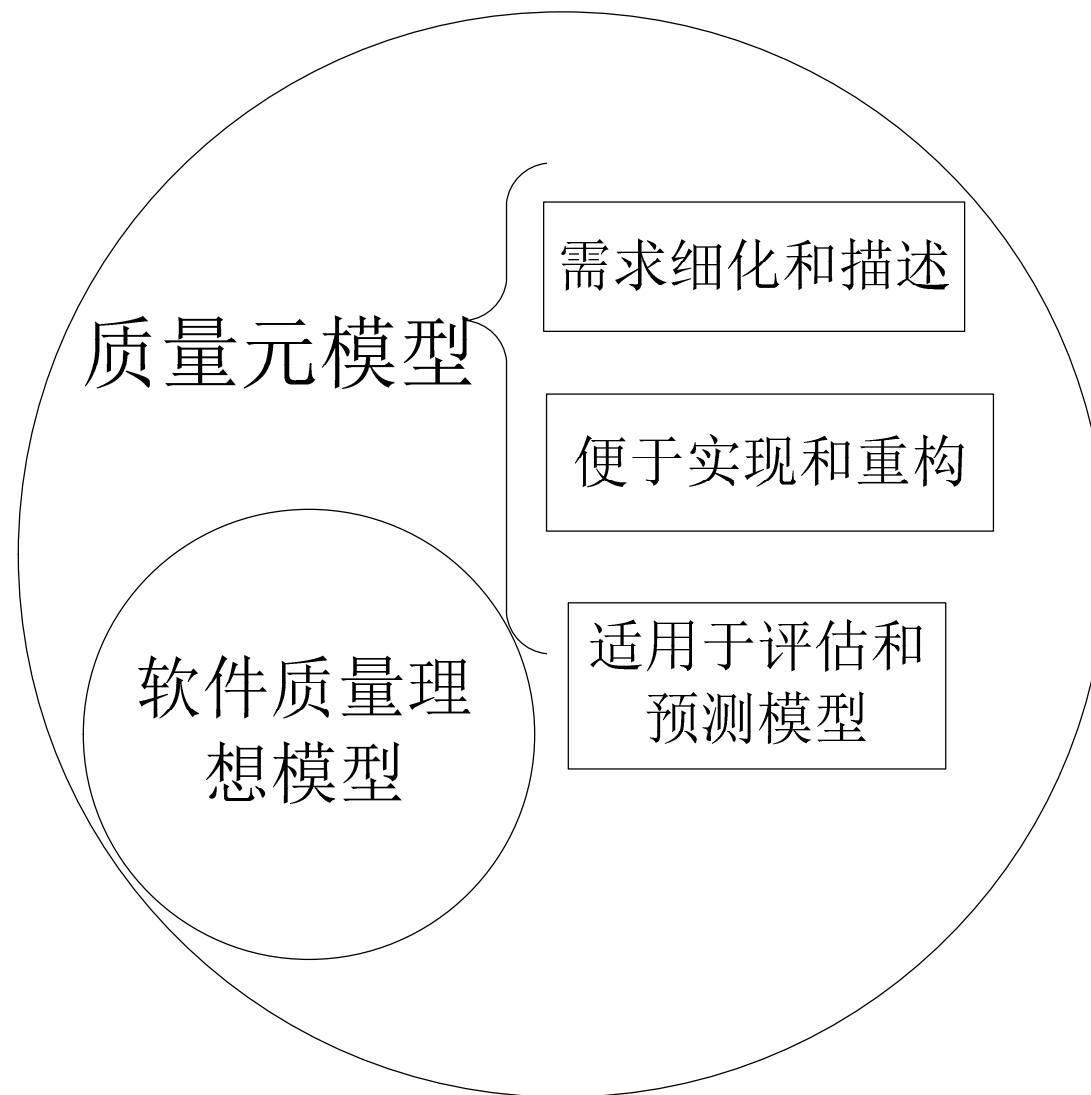 质量元模型
需求细化和描述
便于实现和重构
适用于评估和
预测模型
软件质量理
想模型